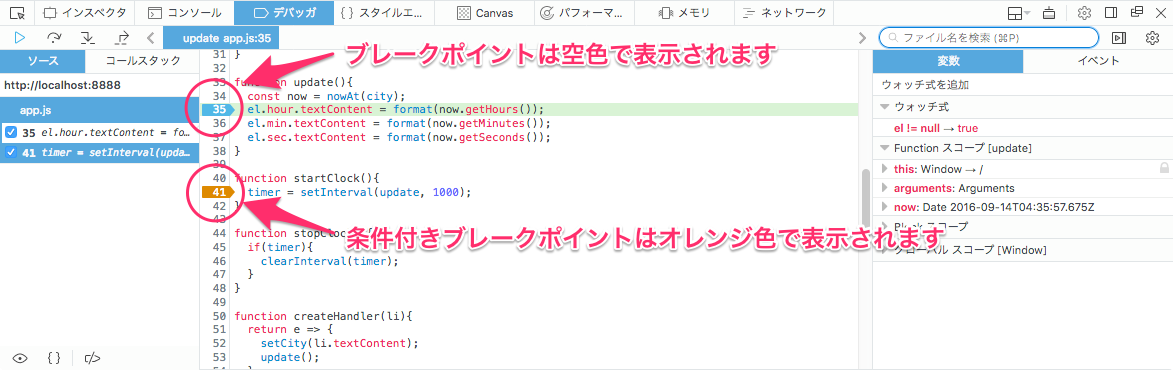 インスペクタ コンソール デバッガ スタイルエ... Canvas パフォーマ... メモリ ネットワーク
update app.js:35
ファイル名を検索 (⌘P)
ソース コールスタック
変数 イベント
http://localhost:8888
app.js
35 el.hour.textContent = fo...
41 timer = setInterval(upda...
31 }
32
33 function update(){
34 const now = nowAt(city);
35 el.hour.textContent = format(now.getHours());
36 el.min.textContent = format(now.getMinutes());
37 el.sec.textContent = format(now.getSeconds());
38 }
39
40 function startClock(){
41 timer = setInterval(update, 1000);
42 }
43
44 function
45 if(timer){
46 clearInterval(timer);
47 }
48 }
49
50 function createHandler(li){
51 return e => {
52 setCity(li.textContent);
53 update();
54
ブレークポイントは空色で表示されます
条件付きブレークポイントはオレンジ色で表示されます
ウォッチ式を追加
ウォッチ式
el != null → true
Function スコープ [update]
this: Window → /
arguments: Arguments
now: Date 2016-09-14T04:35:57.675Z
スコープ
グローバル スコープ [Window]